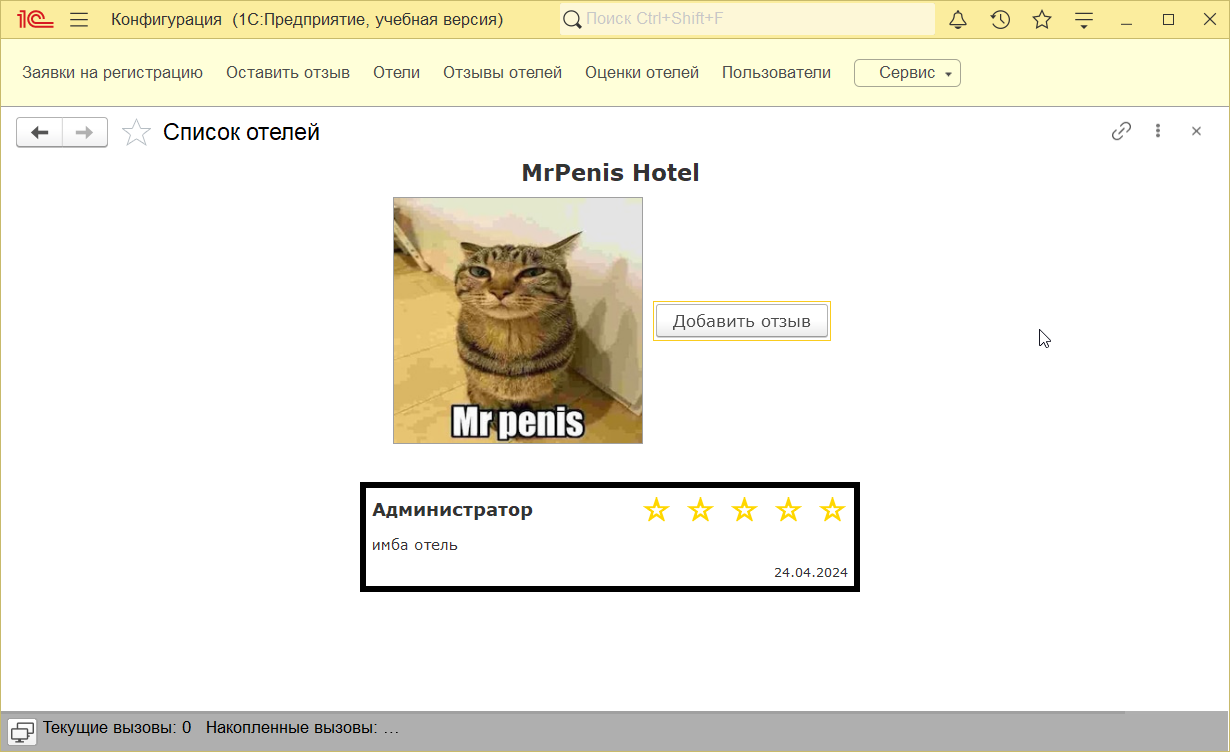 1С Конфигурация (1С:Предприятие, учебная версия) Поиск Ctrl+Shift+F
Заявки на регистрацию Оставить отзыв Отели Отзывы отелей Оценки отелей Пользователи Сервис
Список отелей
MrPenis Hotel
Mr penis
Добавить отзыв
Администратор
имба отель
24.04.2024
Текущие вызовы: 0 Накопленные вызовы: ...